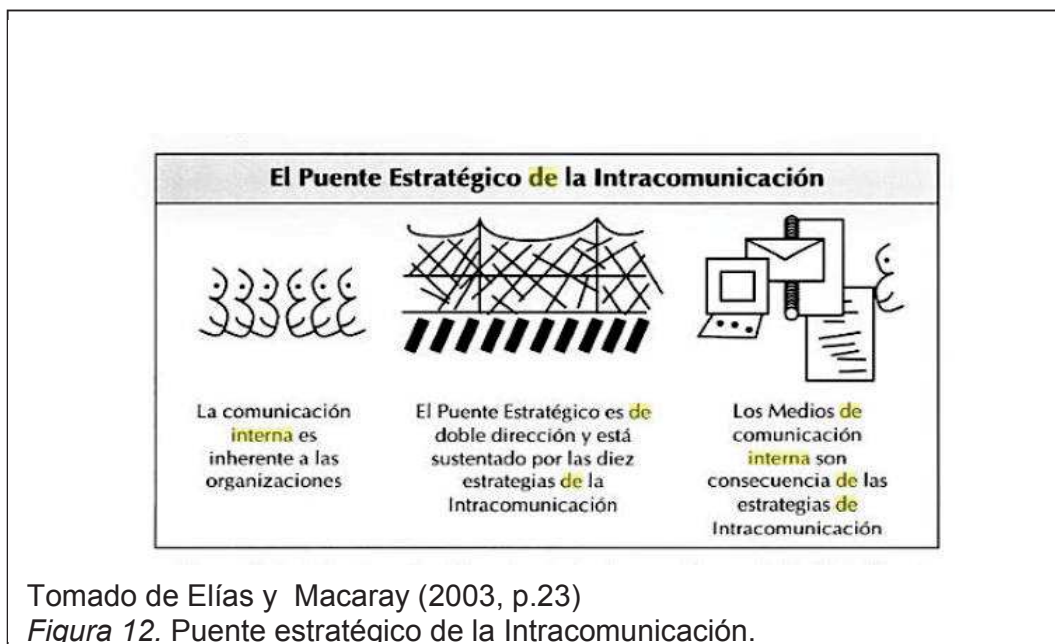 El Puente Estratégico de la Intracomunicación
La comunicación
interna es
inherente a las
organizaciones
El Puente Estratégico es de
doble dirección y está
sustentado por las diez
estrategias de la
Intracomunicación
Los Medios de
comunicación
interna son
consecuencia de las
estrategias de
Intracomunicación
Tomado de Elías y Macaray (2003, p.23)
Figura 12. Puente estratégico de la Intracomunicación.